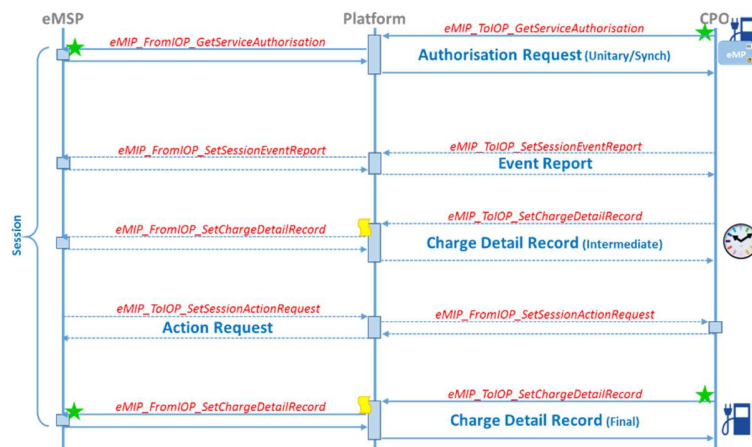 eMSP Platform CPO
eMIP_ToIOP_GetServiceAuthorisation
eMIP_FromIOP_GetServiceAuthorisation
Authorisation Request (Unitary/Synch)
eMP
eMIP_FromIOP_SetSessionEventReport
eMIP_ToIOP_SetSessionEventReport
Event Report
eMIP_ToIOP_SetChargeDetailRecord
eMIP_FromIOP_SetChargeDetailRecord
Charge Detail Record (Intermediate)
Session
eMIP_ToIOP_SetSessionActionRequest
eMIP_FromIOP_SetSessionActionRequest
Action Request
eMIP_ToIOP_SetChargeDetailRecord
eMIP_FromIOP_SetChargeDetailRecord
Charge Detail Record (Final)